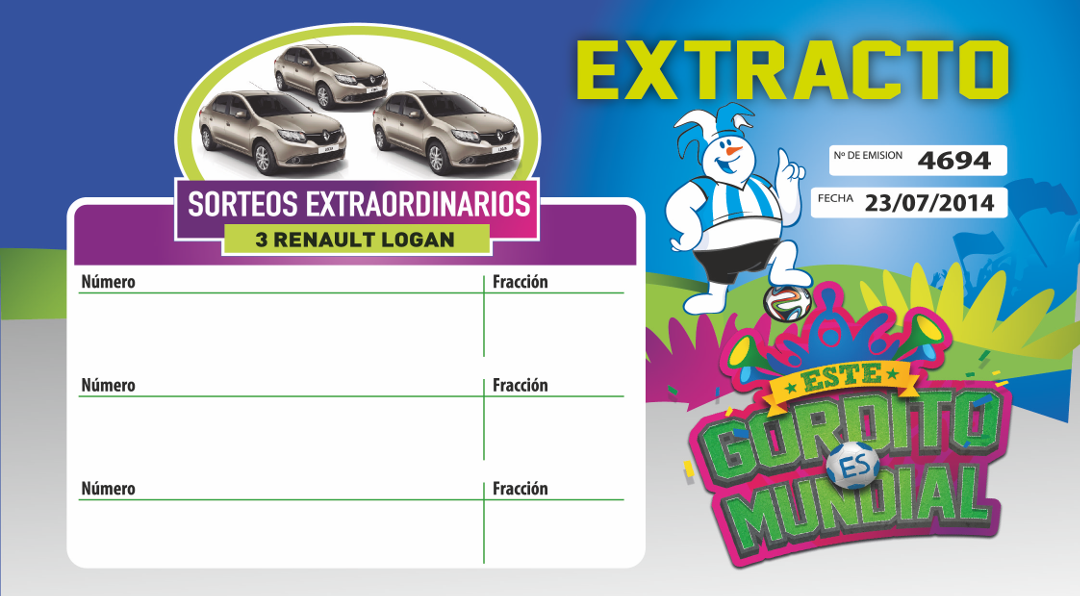 EXTRACTO
Nº DE EMISION 4694
FECHA 23/07/2014
SORTEOS EXTRAORDINARIOS
3 RENAULT LOGAN
Número Fracción
Número Fracción
Número Fracción
ESTE
GORDITO
ES
MUNDIAL